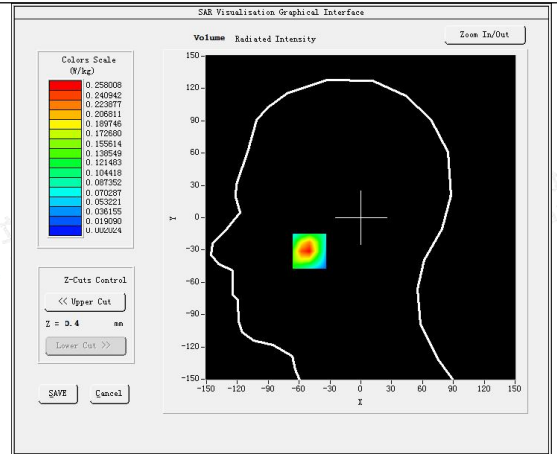 SAR Visualisation Graphical Interface
Volume Radiated Intensity
Zoom In/Out
Colors Scale
(W/kg)
0.258008
0.240942
0.223877
0.206811
0.189746
0.172680
0.155614
0.138549
0.121483
0.104418
0.087352
0.070287
0.053221
0.036155
0.019090
0.002024
Z-Cuts Control
<< Upper Cut
Z = 0.4 mm
Lower Cut >>
SAVE Cancel
150
120
90
60
30
0
-30
-60
-90
-120
-150
Y
-150 -120 -90 -60 -30 0 30 60 90 120 150
X